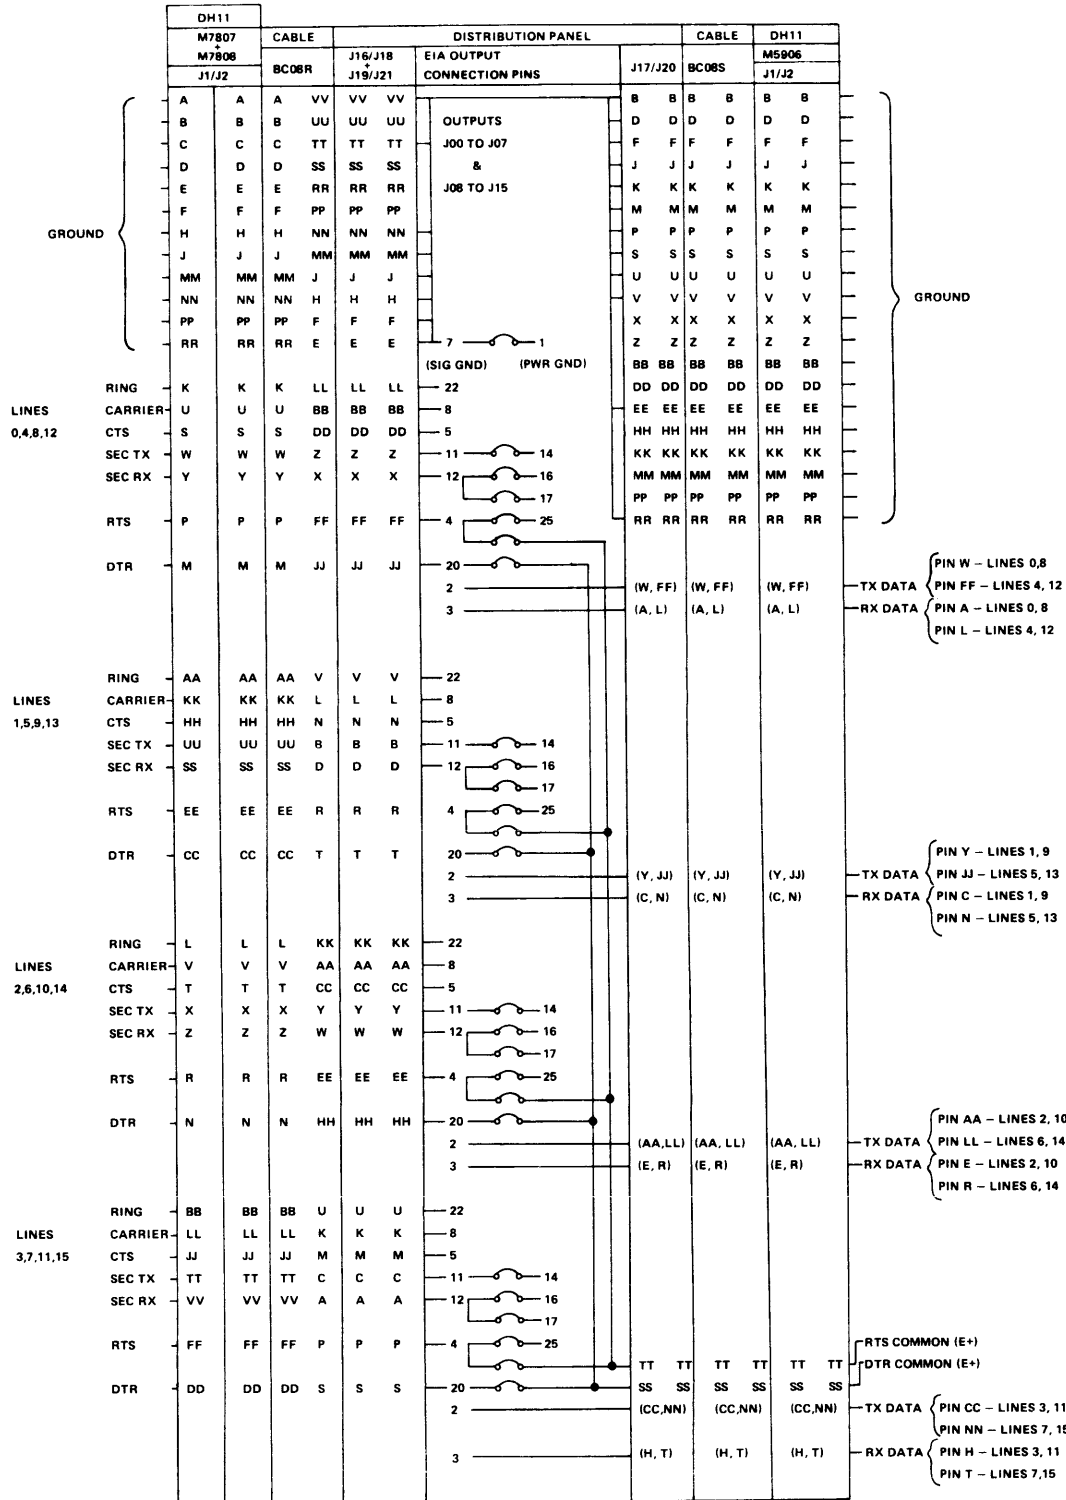 DH11
M7807 CABLE DISTRIBUTION PANEL CABLE DH11
+
M7808 J16/J18 EIA OUTPUT M5906
J1/J2 BC08R + J19/J21 CONNECTION PINS J17/J20 BC08S J1/J2
A A A VV VV VV B B B B B B
B B B UU UU UU OUTPUTS D D D D D D
C C C TT TT TT J00 TO J07 F F F F F F
D D D SS SS SS & J J J J J J
E E E RR RR RR J08 TO J15 K K K K K K
F F F PP PP PP M M M M M M
GROUND H H H NN NN NN P P P P P P
J J J MM MM MM S S S S S S
MM MM MM J J J U U U U U U
NN NN NN H H H V V V V V V GROUND
PP PP PP F F F X X X X X X
RR RR RR E E E 7 1 Z Z Z Z Z Z
(SIG GND) (PWR GND) BB BB BB BB BB BB
RING K K K LL LL LL 22 DD DD DD DD DD DD
LINES CARRIER U U U BB BB BB 8 EE EE EE EE EE EE
0,4,8,12 CTS S S S DD DD DD 5 HH HH HH HH HH HH
SEC TX W W W Z Z Z 11 14 KK KK KK KK KK KK
SEC RX Y Y Y X X X 12 16 MM MM MM MM MM MM
17 PP PP PP PP PP PP
RTS P P P FF FF FF 4 25 RR RR RR RR RR RR
DTR M M M JJ JJ JJ 20 PIN W – LINES 0,8
2 (W, FF) (W, FF) (W, FF) TX DATA PIN FF – LINES 4, 12
3 (A, L) (A, L) (A, L) RX DATA PIN A – LINES 0, 8
PIN L – LINES 4, 12
RING AA AA AA V V V 22
LINES CARRIER KK KK KK L L L 8
1,5,9,13 CTS HH HH HH N N N 5
SEC TX UU UU UU B B B 11 14
SEC RX SS SS SS D D D 12 16
17
RTS EE EE EE R R R 4 25
DTR CC CC CC T T T 20 PIN Y – LINES 1, 9
2 (Y, JJ) (Y, JJ) (Y, JJ) TX DATA PIN JJ – LINES 5, 13
3 (C, N) (C, N) (C, N) RX DATA PIN C – LINES 1, 9
PIN N – LINES 5, 13
RING L L L KK KK KK 22
LINES CARRIER V V V AA AA AA 8
2,6,10,14 CTS T T T CC CC CC 5
SEC TX X X X Y Y Y 11 14
SEC RX Z Z Z W W W 12 16
17
RTS R R R EE EE EE 4 25
DTR N N N HH HH HH 20 PIN AA – LINES 2, 10
2 (AA,LL) (AA, LL) (AA, LL) TX DATA PIN LL – LINES 6, 14
3 (E, R) (E, R) (E, R) RX DATA PIN E – LINES 2, 10
PIN R – LINES 6, 14
RING BB BB BB U U U 22
LINES CARRIER LL LL LL K K K 8
3,7,11,15 CTS JJ JJ JJ M M M 5
SEC TX TT TT TT C C C 11 14
SEC RX VV VV VV A A A 12 16
17
RTS FF FF FF P P P 4 25 RTS COMMON (E+)
TT TT TT TT TT TT DTR COMMON (E+)
DTR DD DD DD S S S 20 SS SS SS SS SS SS
2 (CC,NN) (CC,NN) (CC,NN) TX DATA PIN CC – LINES 3, 11
PIN NN – LINES 7, 15
3 (H, T) (H, T) (H, T) RX DATA PIN H – LINES 3, 11
PIN T – LINES 7,15